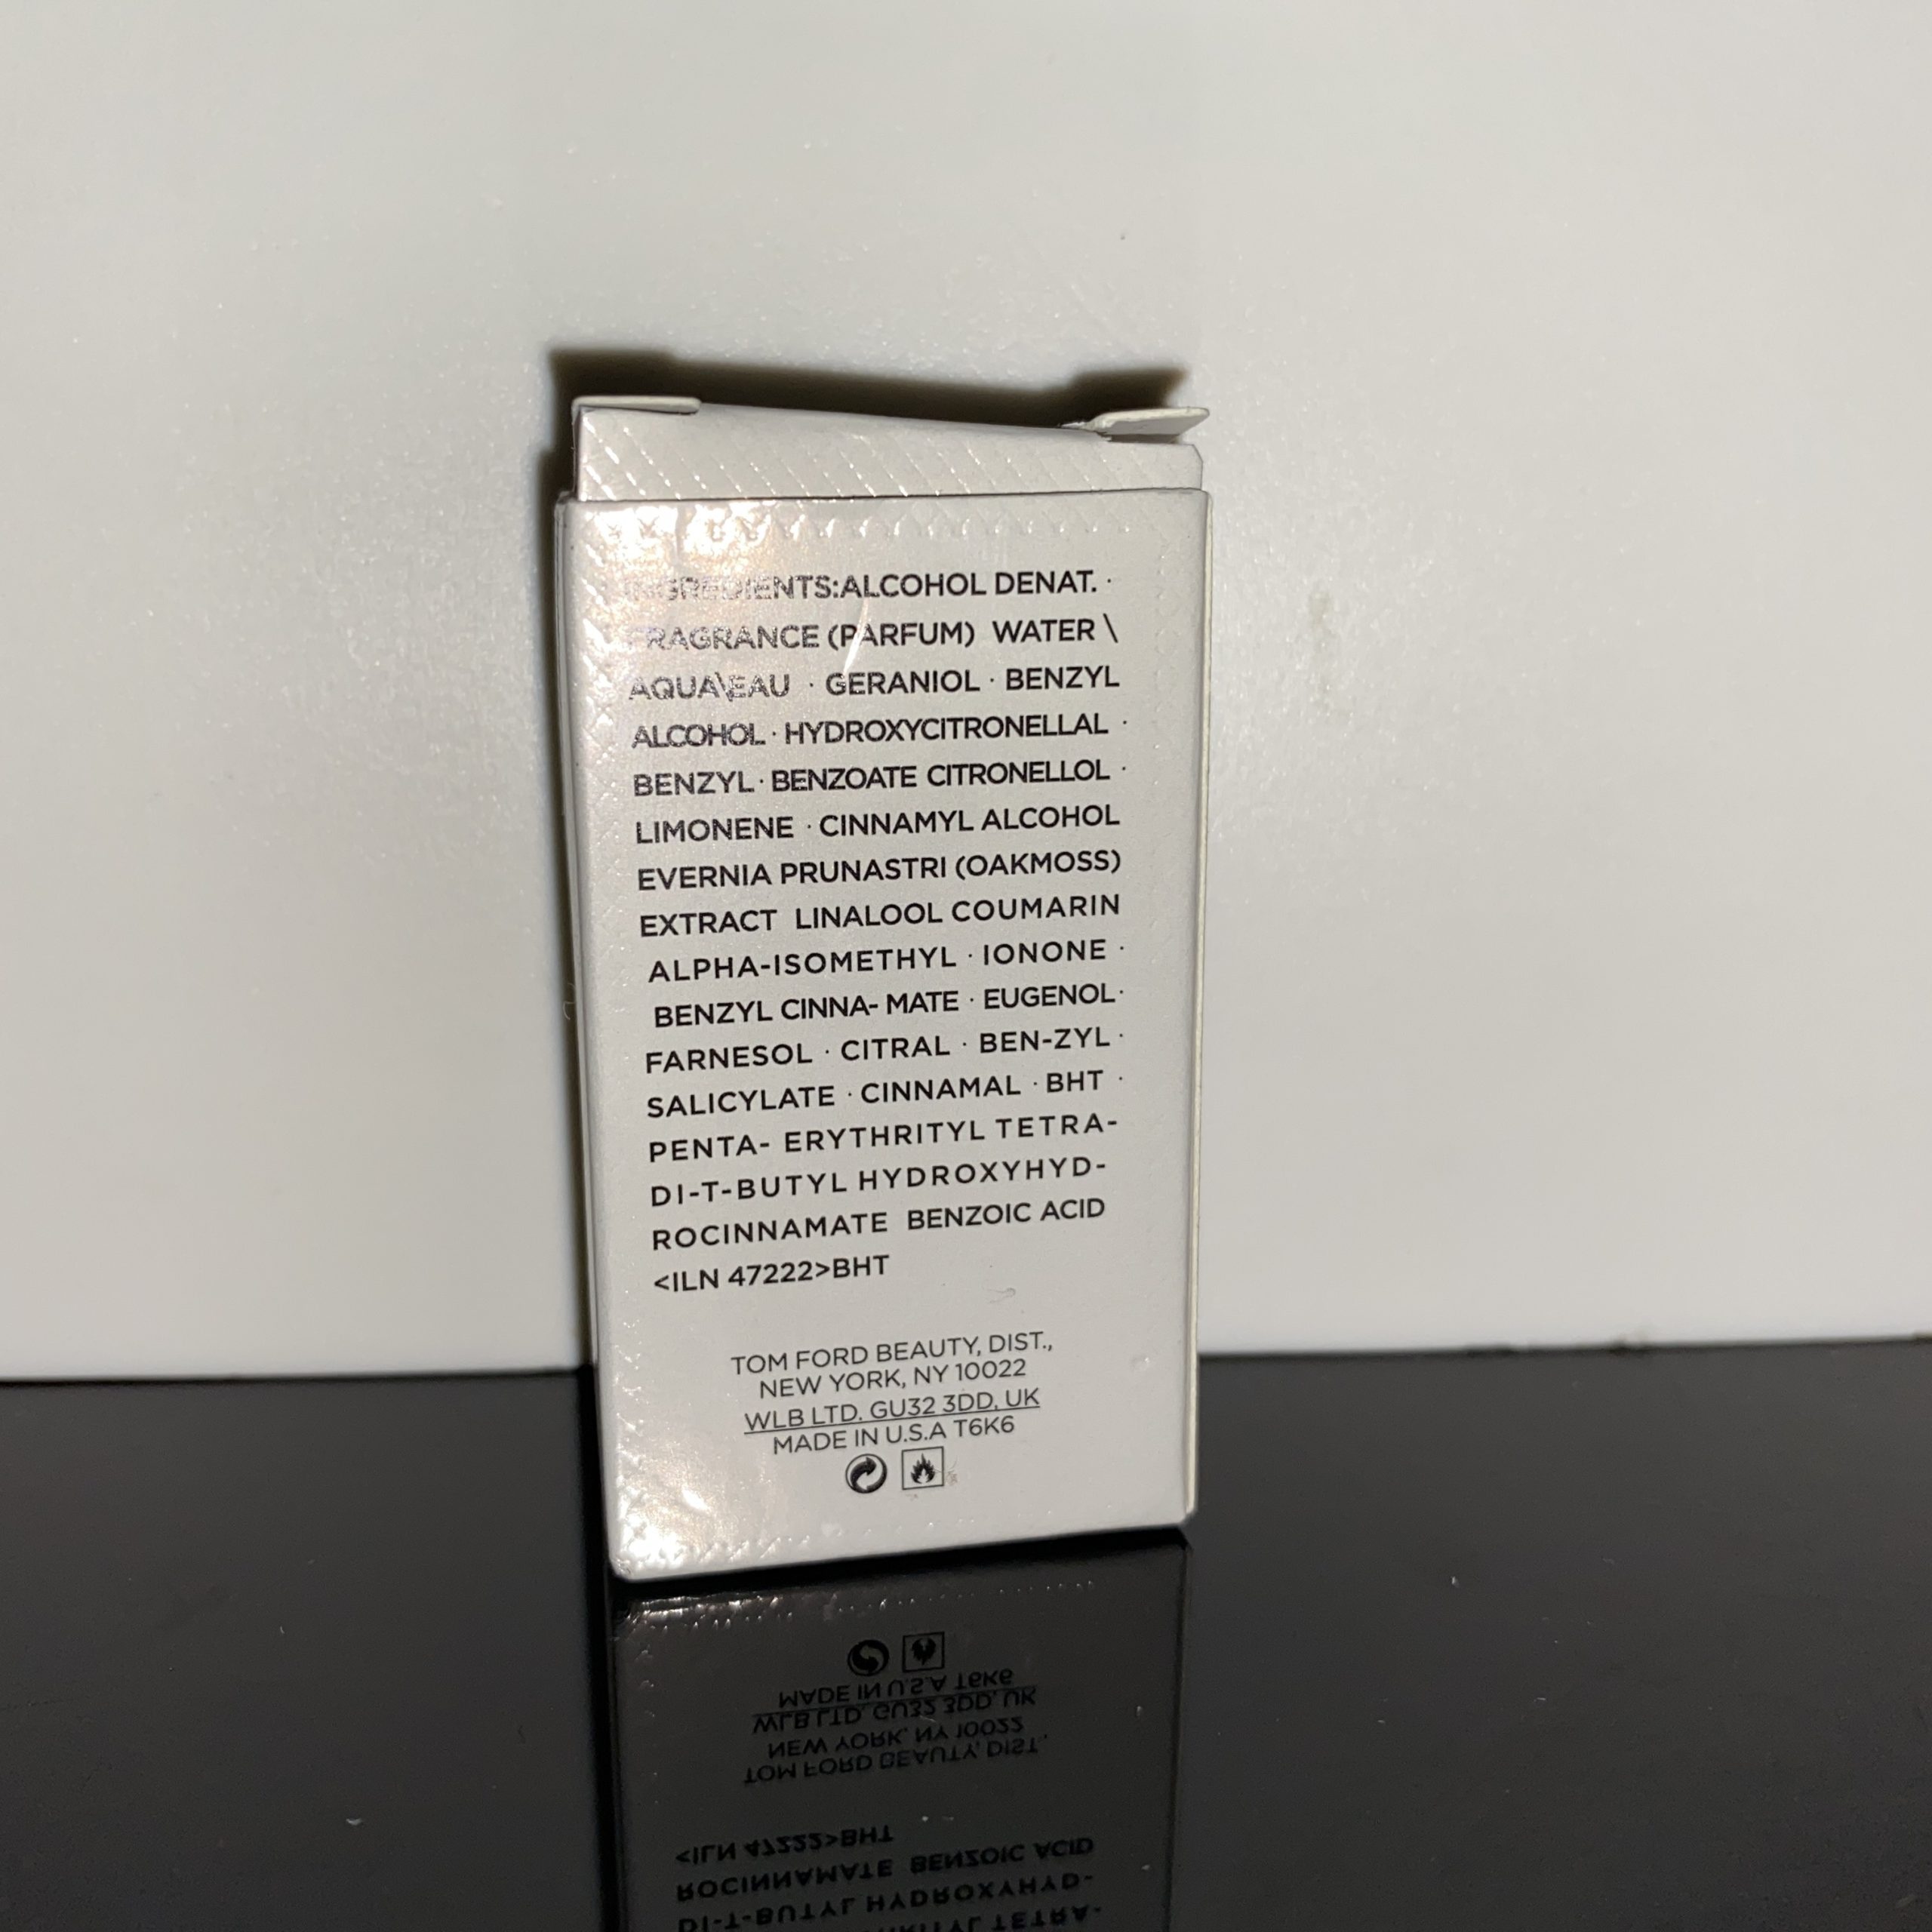 INGREDIENTS:ALCOHOL DENAT. ·
FRAGRANCE (PARFUM) WATER \
AQUA\EAU · GERANIOL · BENZYL
ALCOHOL · HYDROXYCITRONELLAL ·
BENZYL · BENZOATE CITRONELLOL ·
LIMONENE · CINNAMYL ALCOHOL
EVERNIA PRUNASTRI (OAKMOSS)
EXTRACT LINALOOL COUMARIN
ALPHA-ISOMETHYL · IONONE ·
BENZYL CINNA- MATE · EUGENOL·
FARNESOL · CITRAL · BEN-ZYL ·
SALICYLATE · CINNAMAL · BHT ·
PENTA- ERYTHRITYL TETRA-
DI-T-BUTYL HYDROXYHYD-
ROCINNAMATE BENZOIC ACID
<ILN 47222>BHT
TOM FORD BEAUTY, DIST.,
NEW YORK, NY 10022
WLB LTD. GU32 3DD, UK
MADE IN U.S.A T6K6